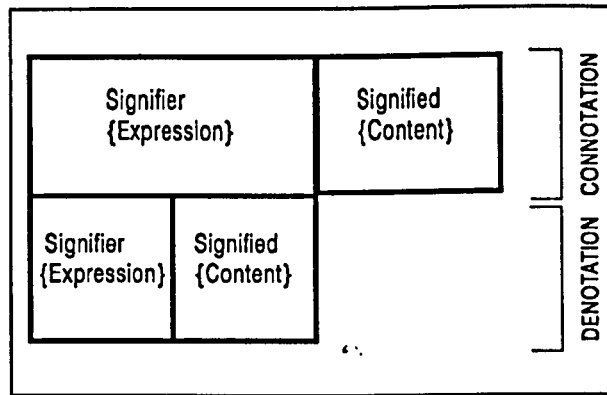 Signifier
{Expression}
Signified
{Content}
CONNOTATION
Signifier
{Expression}
Signified
{Content}
DENOTATION